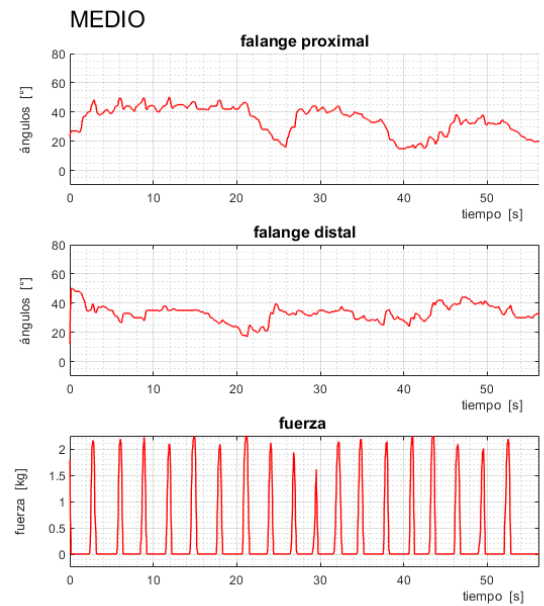 MEDIO
falange proximal
80
60
40
20
0
ángulos [°]
0 10 20 30 40 50
tiempo [s]
falange distal
80
60
40
20
0
ángulos [°]
0 10 20 30 40 50
tiempo [s]
fuerza
2
1.5
1
0.5
0
fuerza [kg]
0 10 20 30 40 50
tiempo [s]